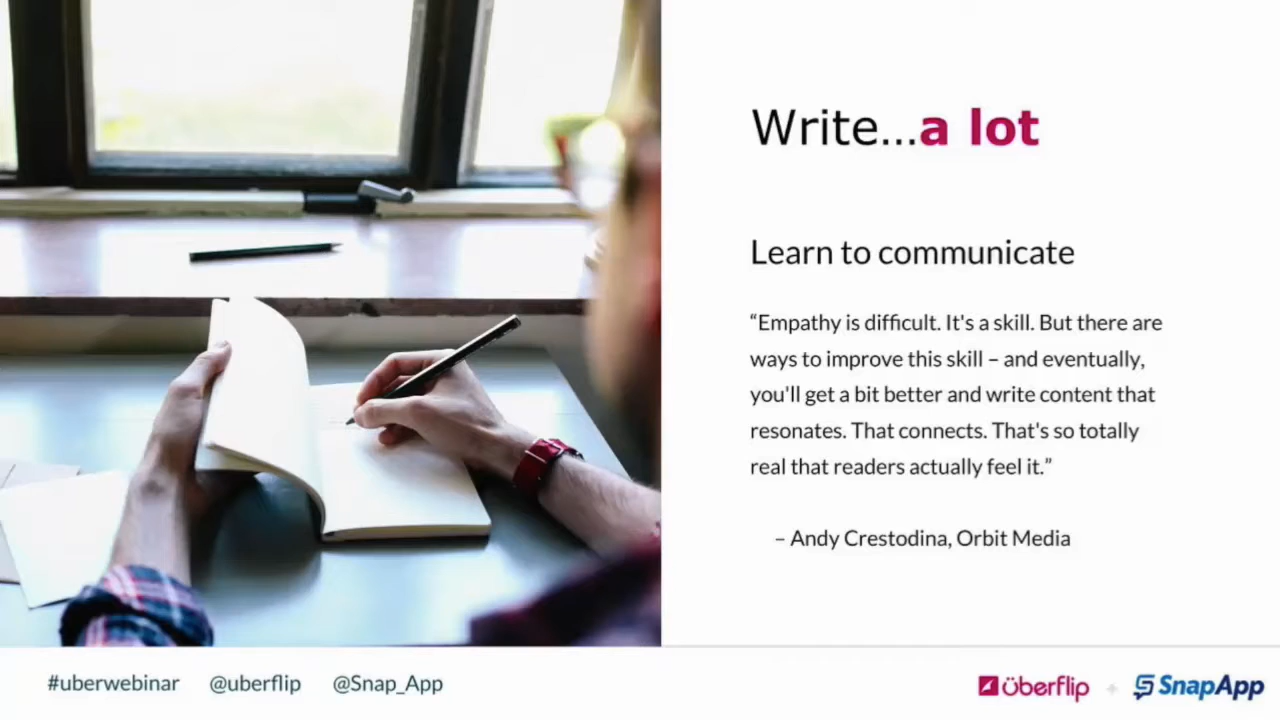 Write...a lot
Learn to communicate
“Empathy is difficult. It's a skill. But there are
ways to improve this skill – and eventually,
you'll get a bit better and write content that
resonates. That connects. That's so totally
real that readers actually feel it.”
– Andy Crestodina, Orbit Media
#uberwebinar @uberflip @Snap_App
überflip + SnapApp